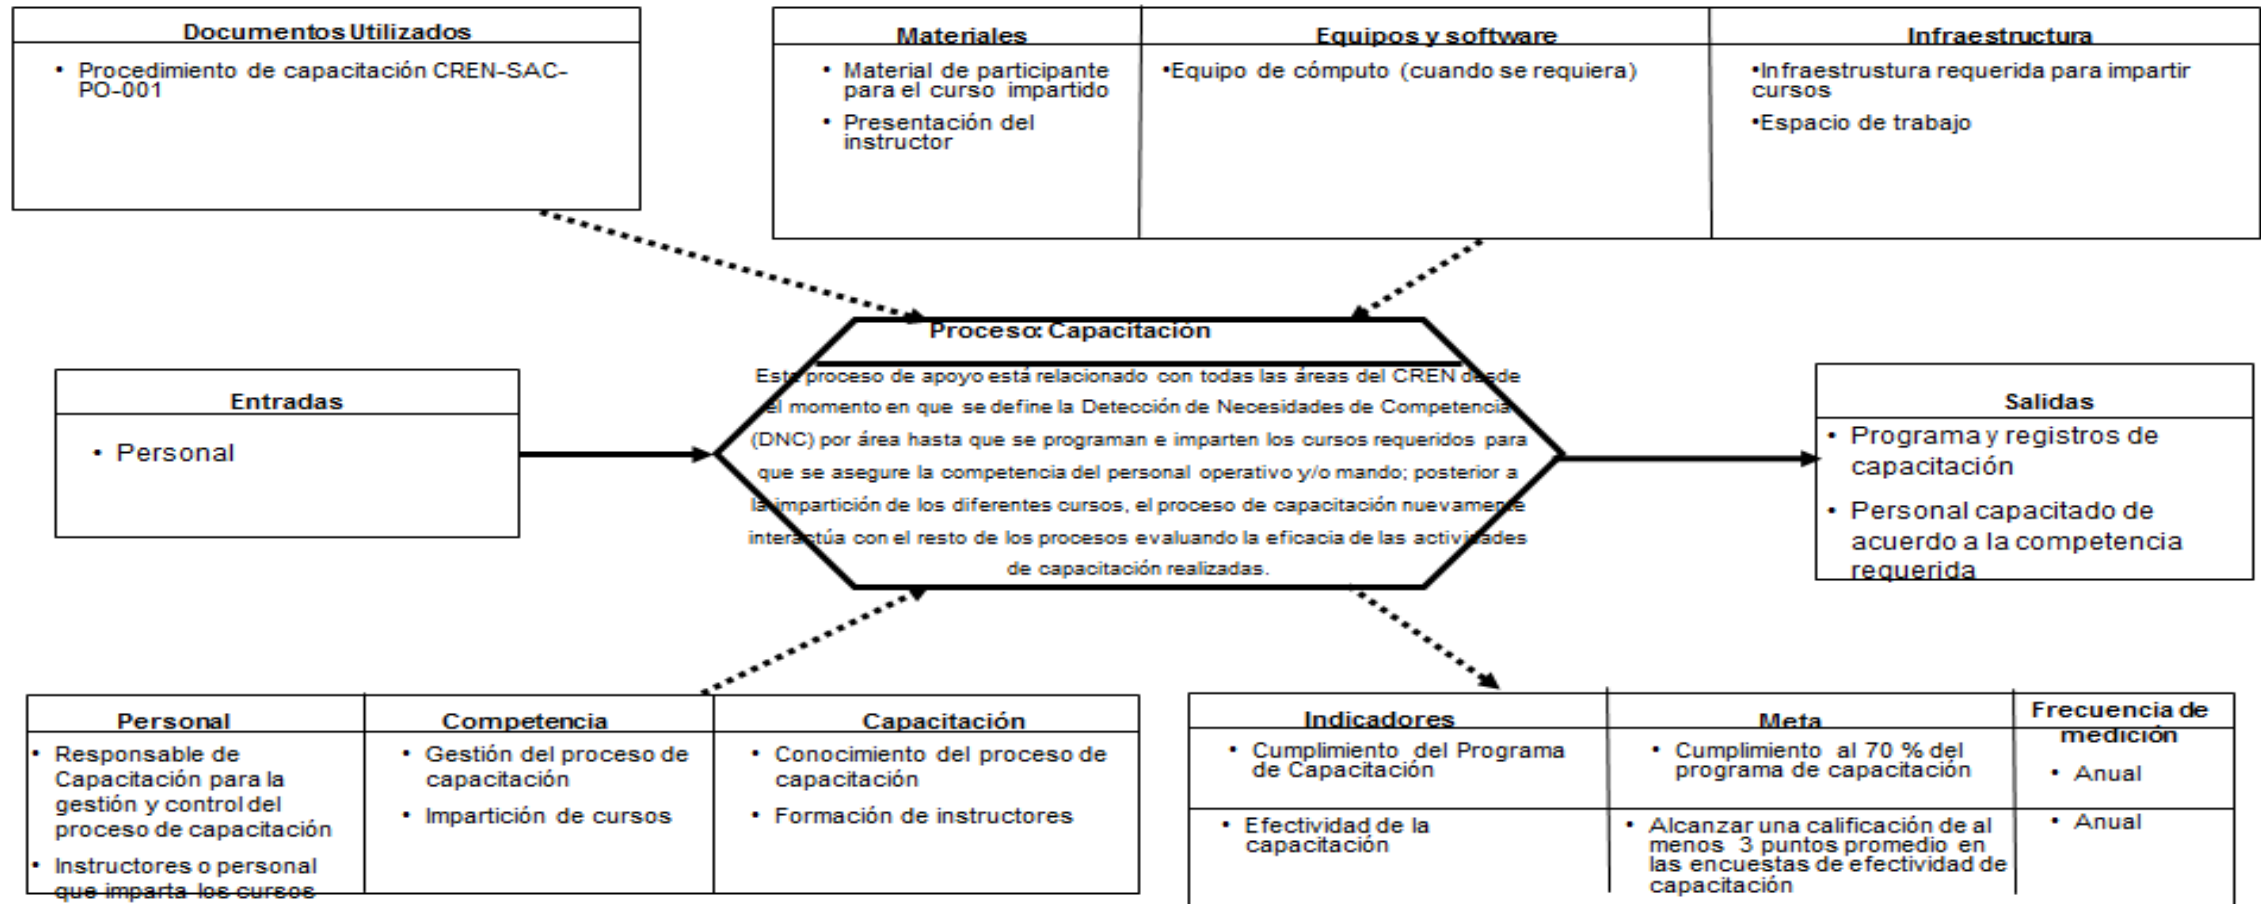 Documentos Utilizados
• Procedimiento de capacitación CREN-SAC-
PO-001
Materiales
• Material de participante
para el curso impartido
• Presentación del
instructor
Equipos y software
•Equipo de cómputo (cuando se requiera)
Infraestructura
•Infraestrustura requerida para impartir
cursos
•Espacio de trabajo
Entradas
• Personal
Proceso: Capacitación
Este proceso de apoyo está relacionado con todas las áreas del CREN desde
el momento en que se define la Detección de Necesidades de Competencia
(DNC) por área hasta que se programan e imparten los cursos requeridos para
que se asegure la competencia del personal operativo y/o mando; posterior a
la impartición de los diferentes cursos, el proceso de capacitación nuevamente
interactúa con el resto de los procesos evaluando la eficacia de las actividades
de capacitación realizadas.
Salidas
• Programa y registros de
capacitación
• Personal capacitado de
acuerdo a la competencia
requerida
Personal
• Responsable de
Capacitación para la
gestión y control del
proceso de capacitación
• Instructores o personal
que imparta los cursos
Competencia
• Gestión del proceso de
capacitación
• Impartición de cursos
Capacitación
• Conocimiento del proceso de
capacitación
• Formación de instructores
Indicadores
Meta
Frecuencia de
medición
• Cumplimiento del Programa
de Capacitación
• Cumplimiento al 70 % del
programa de capacitación
• Anual
• Efectividad de la
capacitación
• Alcanzar una calificación de al
menos 3 puntos promedio en
las encuestas de efectividad de
capacitación
• Anual